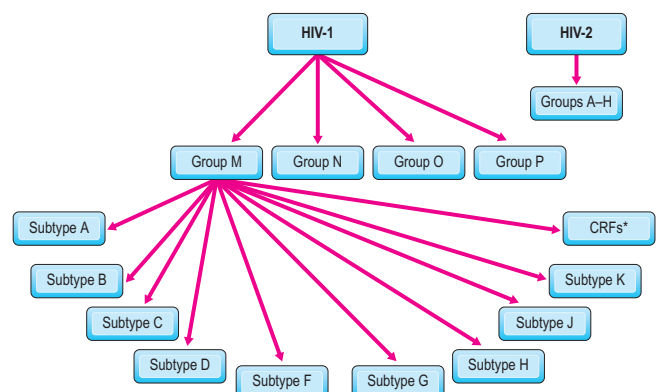 HIV-1
HIV-2
Groups A–H
Group M
Group N
Group O
Group P
Subtype A
CRFs*
Subtype B
Subtype K
Subtype C
Subtype J
Subtype D
Subtype H
Subtype F
Subtype G